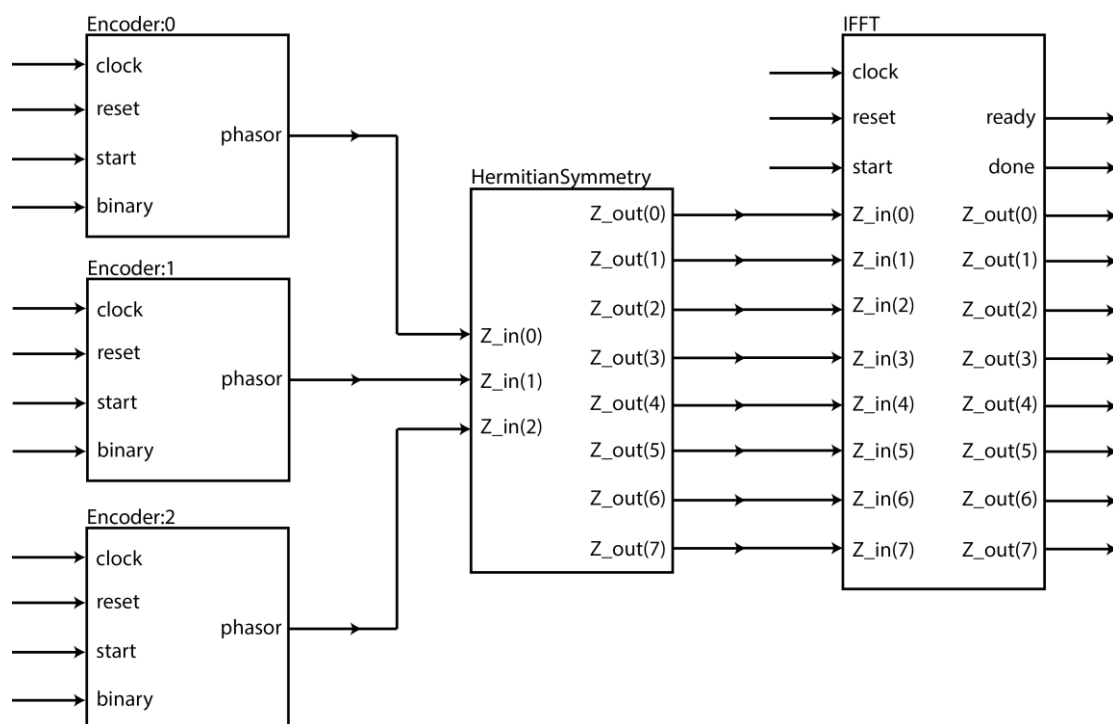 Encoder:0
clock
reset
phasor
start
binary
Encoder:1
clock
reset
phasor
start
binary
Encoder:2
clock
reset
phasor
start
binary
HermitianSymmetry
Z_in(0)
Z_in(1)
Z_in(2)
Z_out(0)
Z_out(1)
Z_out(2)
Z_out(3)
Z_out(4)
Z_out(5)
Z_out(6)
Z_out(7)
IFFT
clock
reset ready
start done
Z_in(0) Z_out(0)
Z_in(1) Z_out(1)
Z_in(2) Z_out(2)
Z_in(3) Z_out(3)
Z_in(4) Z_out(4)
Z_in(5) Z_out(5)
Z_in(6) Z_out(6)
Z_in(7) Z_out(7)